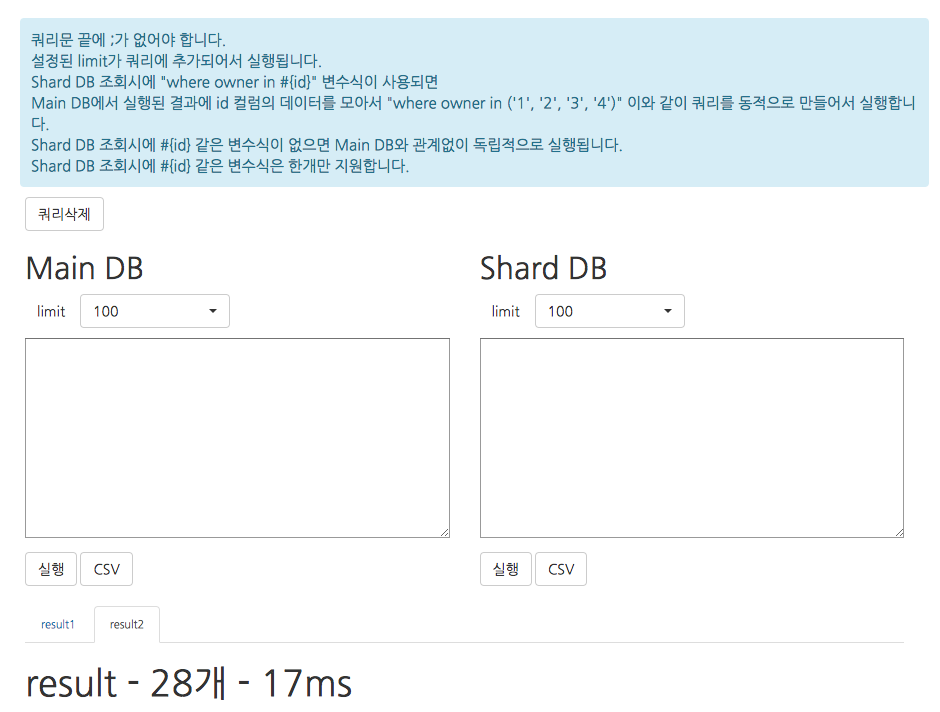 쿼리문 끝에 ;가 없어야 합니다.
설정된 limit가 쿼리에 추가되어서 실행됩니다.
Shard DB 조회시에 "where owner in #{id}" 변수식이 사용되면
Main DB에서 실행된 결과에 id 컬럼의 데이터를 모아서 "where owner in ('1', '2', '3', '4')" 이와 같이 쿼리를 동적으로 만들어서 실행합니
다.
Shard DB 조회시에 #{id} 같은 변수식이 없으면 Main DB와 관계없이 독립적으로 실행됩니다.
Shard DB 조회시에 #{id} 같은 변수식은 한개만 지원합니다.
쿼리삭제
Main DB
limit 100
실행 CSV
Shard DB
limit 100
실행 CSV
result1 result2
result - 28개 - 17ms